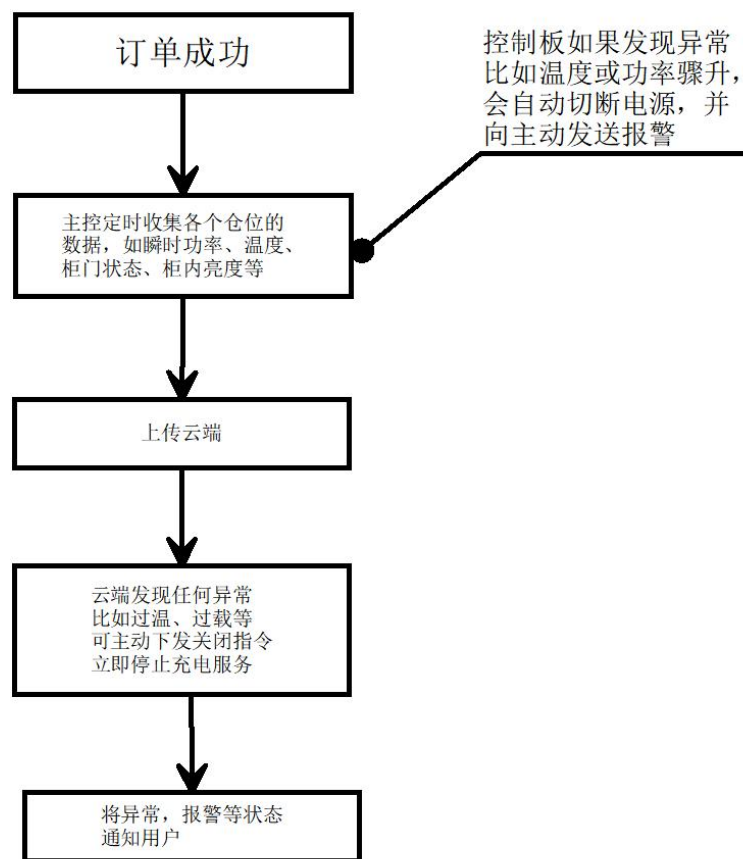 订单成功
控制板如果发现异常
比如温度或功率骤升，
会自动切断电源，并
向主动发送报警
主控定时收集各个仓位的
数据，如瞬时功率、温度、
柜门状态、柜内亮度等
上传云端
云端发现任何异常
比如过温、过载等
可主动下发关闭指令
立即停止充电服务
将异常，报警等状态
通知用户